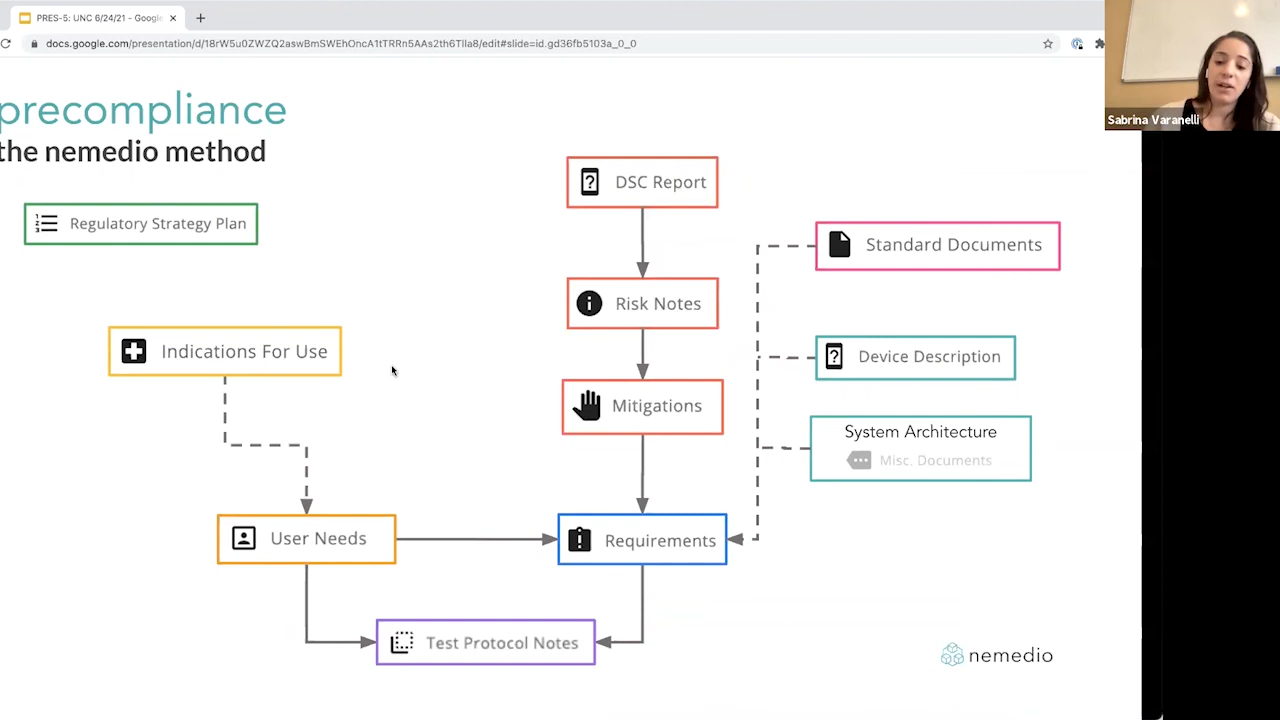 PRES-5: UNC 6/24/21 - Google
docs.google.com/presentation/d/18rW5u0ZWZQ2aswBmSWEhOncA1tTRRn5AAs2th6TIIa8/edit#slide=id.gd36fb5103a_0_0
Sabrina Varanelli
precompliance
the nemedio method
DSC Report
Regulatory Strategy Plan
Standard Documents
Risk Notes
Indications For Use
Device Description
Mitigations
System Architecture
Misc. Documents
User Needs
Requirements
Test Protocol Notes
nemedio